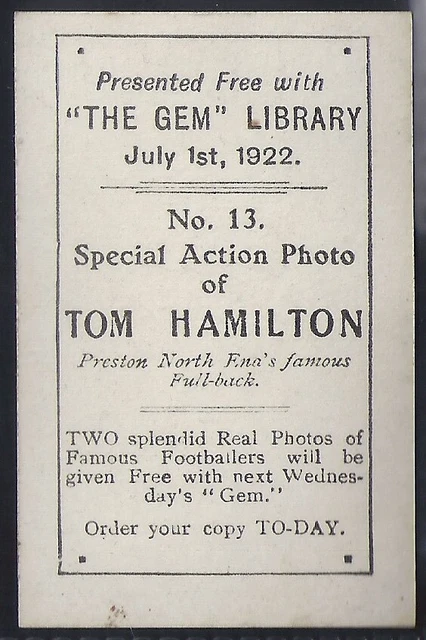 Presented Free with
"THE GEM" LIBRARY
July 1st, 1922.
No. 13.
Special Action Photo
of
TOM HAMILTON
Preston North End's famous
Full-back.
TWO splendid Real Photos of
Famous Footballers will be
given Free with next Wednes-
day's "Gem."
Order your copy TO-DAY.